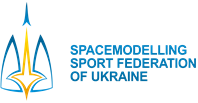 SPACEMODELLING
SPORT FEDERATION
OF UKRAINE